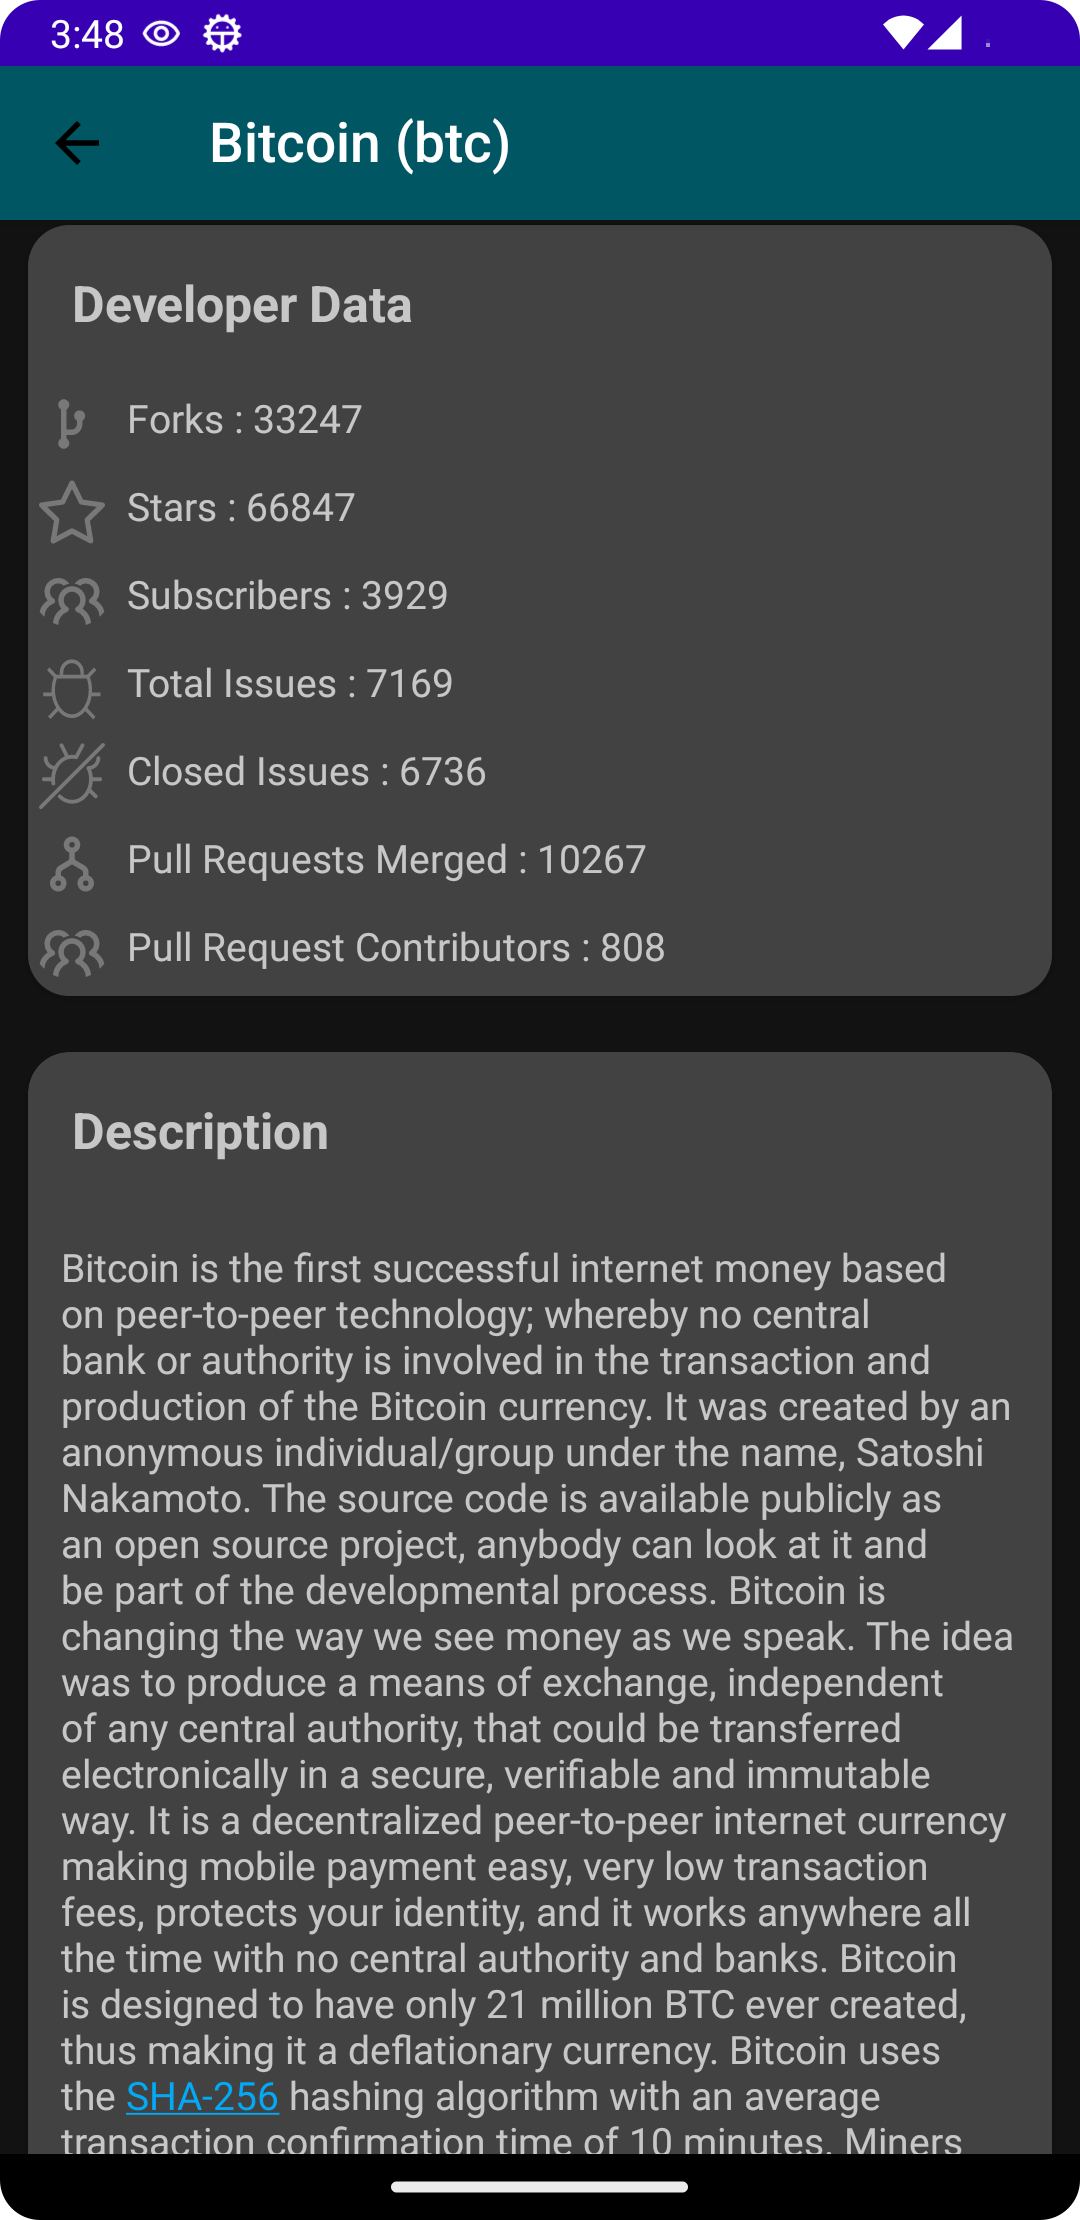 3:48
Bitcoin (btc)
Developer Data
Forks : 33247
Stars : 66847
Subscribers : 3929
Total Issues : 7169
Closed Issues : 6736
Pull Requests Merged : 10267
Pull Request Contributors : 808
Description
Bitcoin is the first successful internet money based
on peer-to-peer technology; whereby no central
bank or authority is involved in the transaction and
production of the Bitcoin currency. It was created by an
anonymous individual/group under the name, Satoshi
Nakamoto. The source code is available publicly as
an open source project, anybody can look at it and
be part of the developmental process. Bitcoin is
changing the way we see money as we speak. The idea
was to produce a means of exchange, independent
of any central authority, that could be transferred
electronically in a secure, verifiable and immutable
way. It is a decentralized peer-to-peer internet currency
making mobile payment easy, very low transaction
fees, protects your identity, and it works anywhere all
the time with no central authority and banks. Bitcoin
is designed to have only 21 million BTC ever created,
thus making it a deflationary currency. Bitcoin uses
the SHA-256 hashing algorithm with an average
transaction confirmation time of 10 minutes. Miners